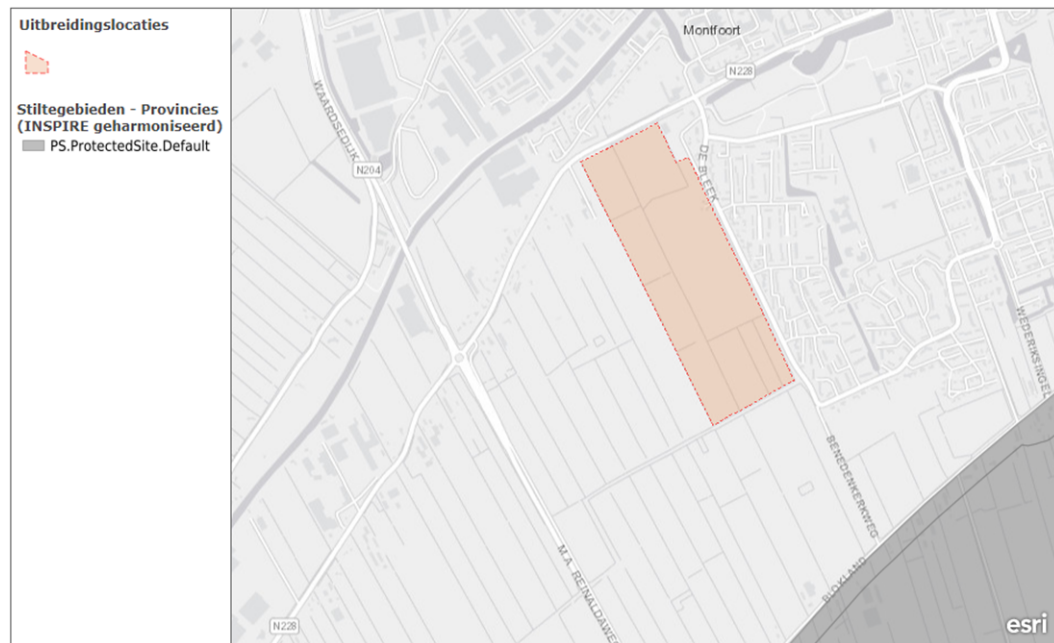 Uitbreidingslocaties
Stiltegebieden - Provincies
(INSPIRE geharmoniseerd)
PS.ProtectedSite.Default
Montfoort
N228
WAARDSEDIJK
N204
DE BLEEK
WEDERIKSINGEL
BENEDENKERKWEG
BLOKLAND
M.A. REINALDAWEG
N228
esri